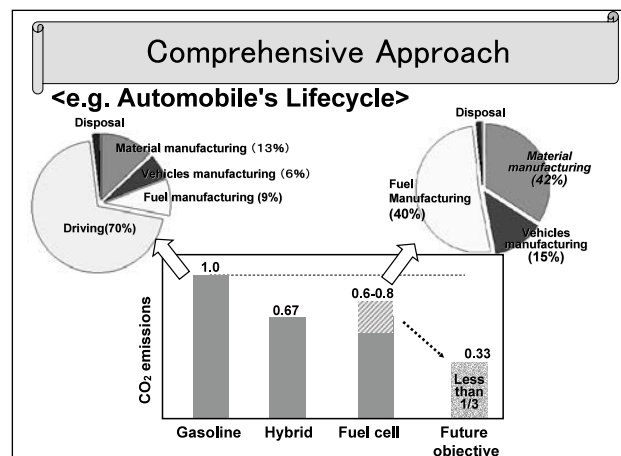 Comprehensive Approach
<e.g. Automobile's Lifecycle>
Disposal
Material manufacturing (13%)
Vehicles manufacturing (6%)
Fuel manufacturing (9%)
Driving(70%)
Disposal
Material
manufacturing
(42%)
Fuel
Manufacturing
(40%)
Vehicles
manufacturing
(15%)
CO₂ emissions
1.0
0.67
0.6-0.8
0.33
Less
than
1/3
Gasoline
Hybrid
Fuel cell
Future
objective